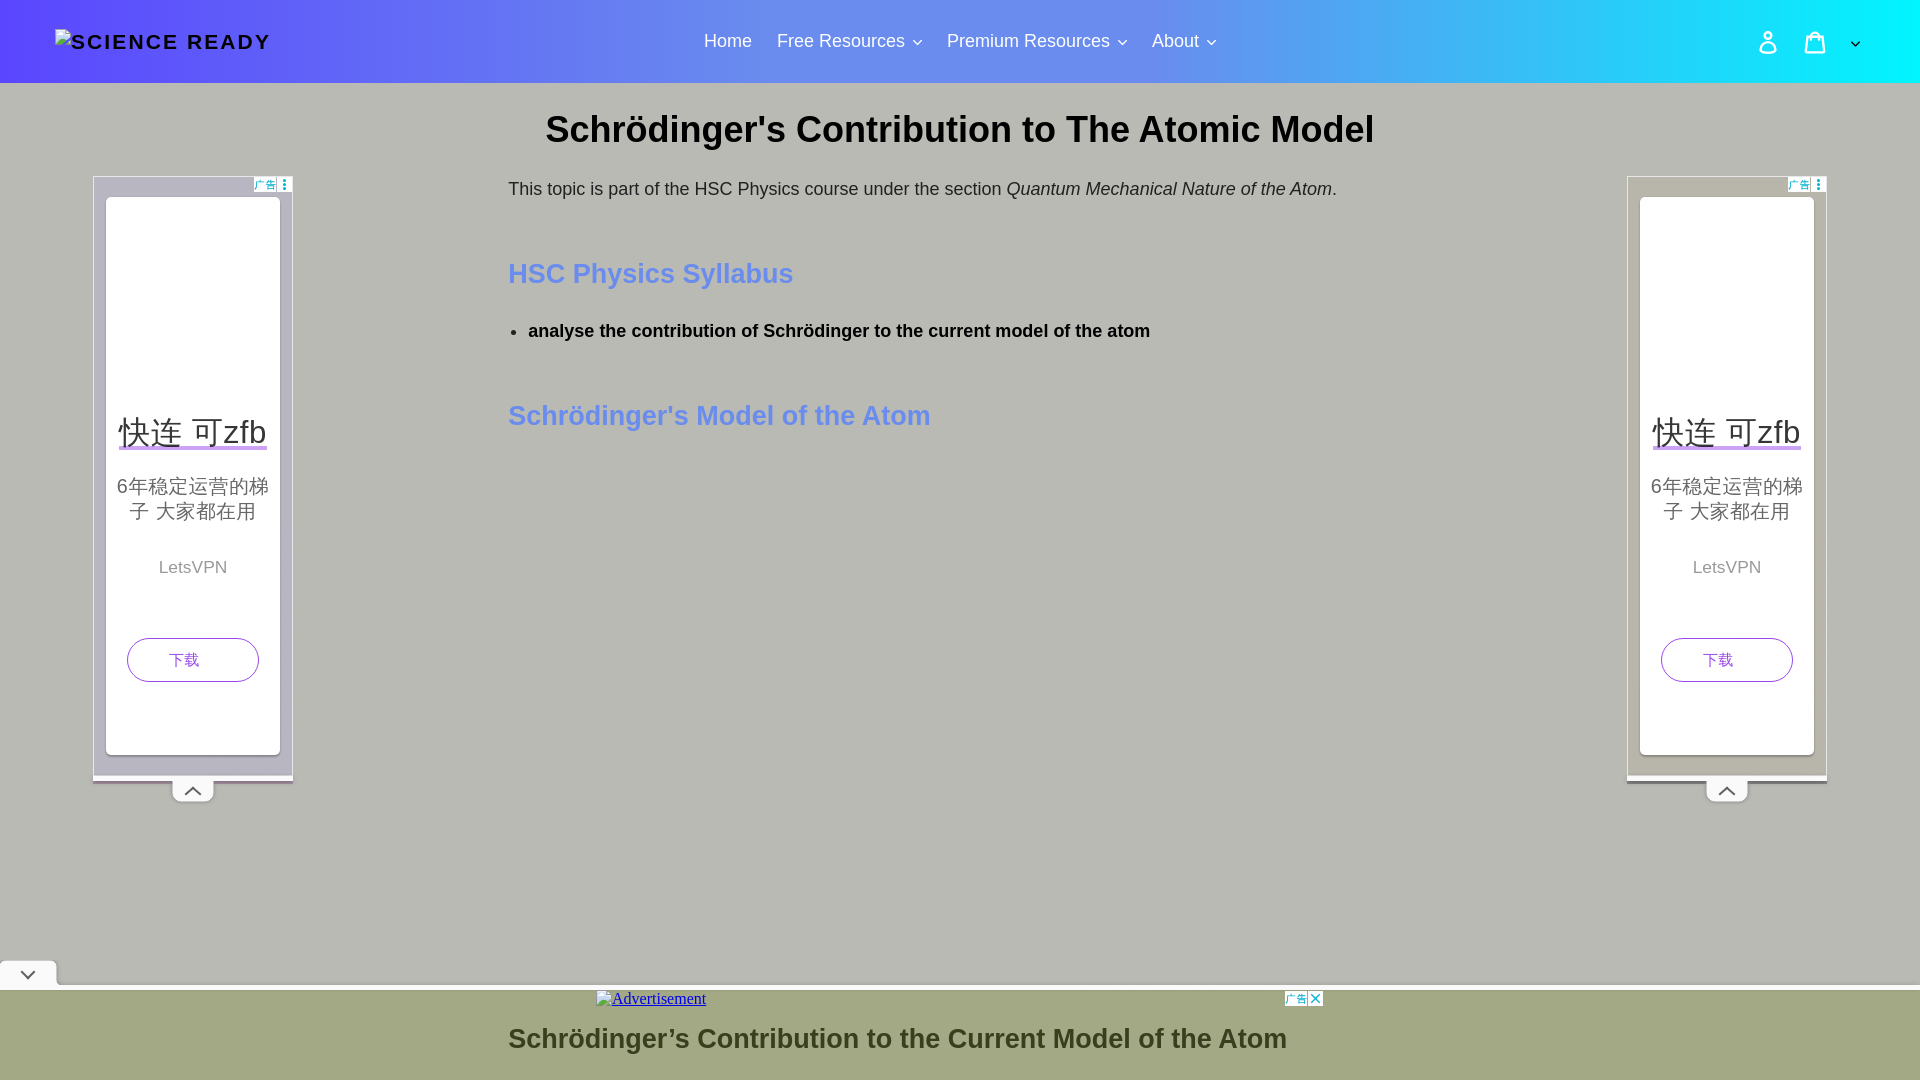 SCIENCE READY
Home
Free Resources
Premium Resources
About
Schrödinger's Contribution to The Atomic Model
This topic is part of the HSC Physics course under the section Quantum Mechanical Nature of the Atom.
HSC Physics Syllabus
analyse the contribution of Schrödinger to the current model of the atom
Schrödinger's Model of the Atom
广告
快连 可zfb
6年稳定运营的梯
子 大家都在用
LetsVPN
下载
广告
快连 可zfb
6年稳定运营的梯
子 大家都在用
LetsVPN
下载
Advertisement
广告
Schrödinger’s Contribution to the Current Model of the Atom